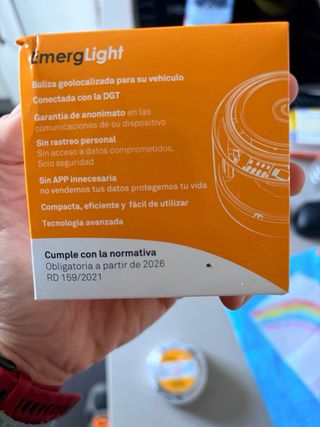 EmergLight
Baliza geolocalizada para su vehículo
Conectada con la DGT
Garantía de anonimato en las
comunicaciones de su dispositivo
Sin rastreo personal
Sin acceso a datos comprometidos,
Solo seguridad
Sin APP innecesaria
no vendemos tus datos protegemos tu vida
Compacta, eficiente y fácil de utilizar
Tecnología avanzada
Cumple con la normativa
Obligatoria a partir de 2026
RD 159/2021